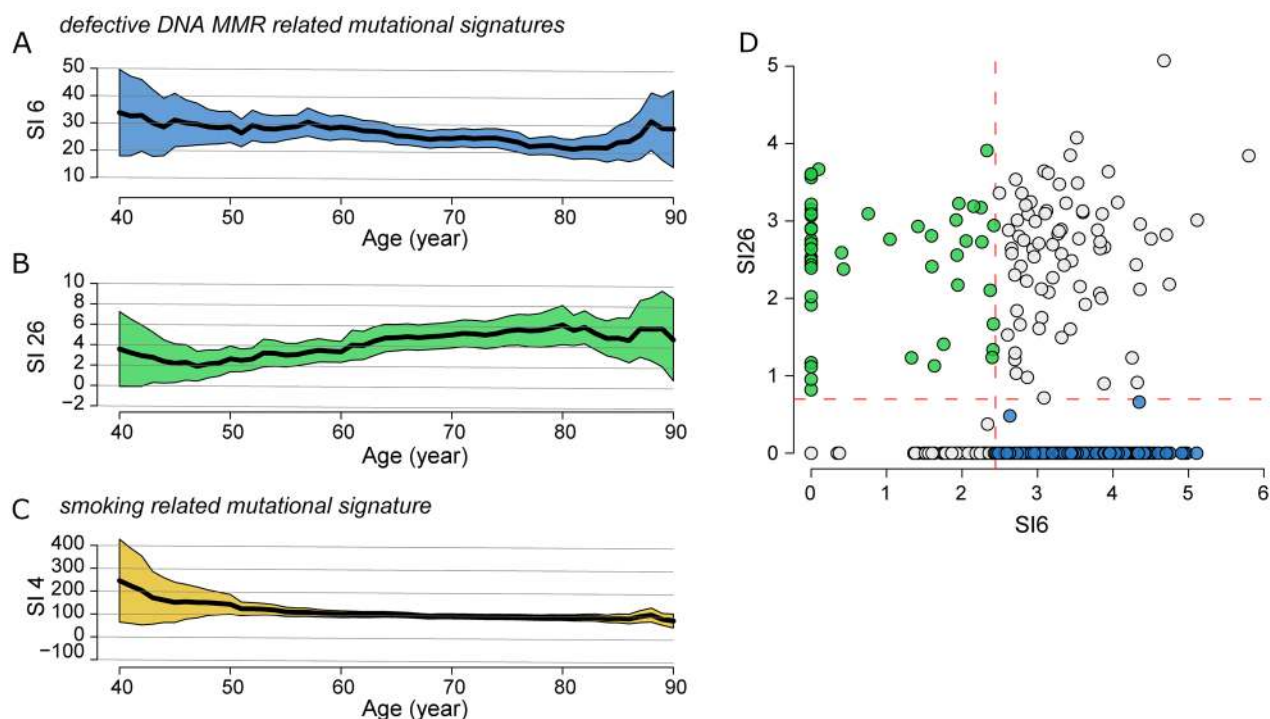 defective DNA MMR related mutational signatures
A
50
40
30
20
10
SI 6
40 50 60 70 80 90
Age (year)
B
10
8
6
4
2
0
−2
SI 26
40 50 60 70 80 90
Age (year)
C smoking related mutational signature
400
300
200
100
0
−100
SI 4
40 50 60 70 80 90
Age (year)
D
5
4
3
2
1
0
SI26
0 1 2 3 4 5 6
SI6